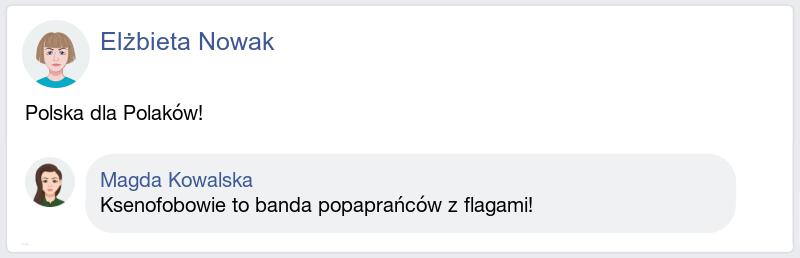 Elżbieta Nowak
Polska dla Polaków!
Magda Kowalska
Ksenofobowie to banda popaprańców z flagami!